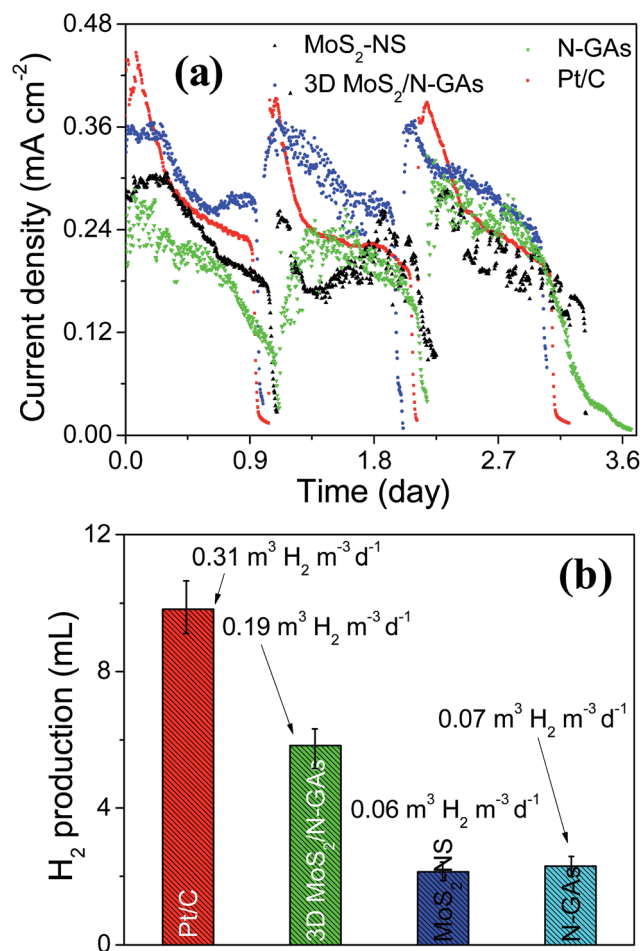 (a)
MoS2-NS
N-GAs
3D MoS2/N-GAs
Pt/C
Current density (mA cm-2)
0.48
0.36
0.24
0.12
0.00
0.0
0.9
1.8
2.7
3.6
Time (day)
(b)
H2 production (mL)
12
8
4
0
0.31 m3 H2 m-3 d-1
0.19 m3 H2 m-3 d-1
0.07 m3 H2 m-3 d-1
0.06 m3 H2 m-3 d-1
Pt/C
3D MoS2/N-GAs
MoS2-NS
N-GAs